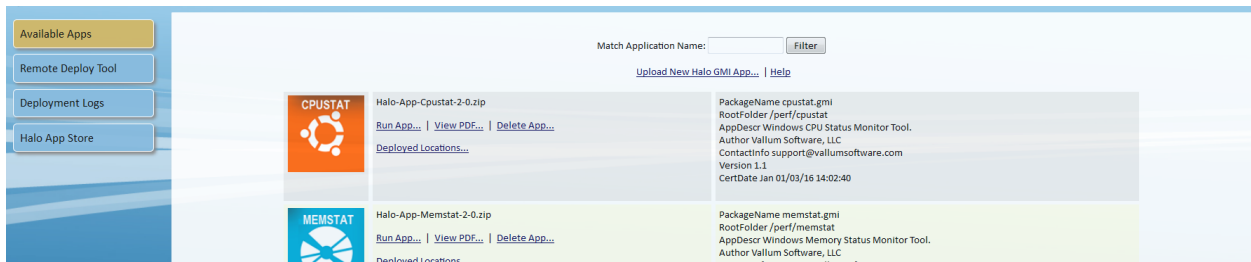 Available Apps
Remote Deploy Tool
Deployment Logs
Halo App Store
Match Application Name:
Filter
Upload New Halo GMI App... | Help
CPUSTAT
Halo-App-Cpustat-2-0.zip
Run App... | View PDF... | Delete App...
Deployed Locations...
PackageName cpustat.gmi
RootFolder /perf/cpustat
AppDescr Windows CPU Status Monitor Tool.
Author Vallum Software, LLC
ContactInfo support@vallumsoftware.com
Version 1.1
CertDate Jan 01/03/16 14:02:40
MEMSTAT
Halo-App-Memstat-2-0.zip
Run App... | View PDF... | Delete App...
Deployed Locations
PackageName memstat.gmi
RootFolder /perf/memstat
AppDescr Windows Memory Status Monitor Tool.
Author Vallum Software, LLC